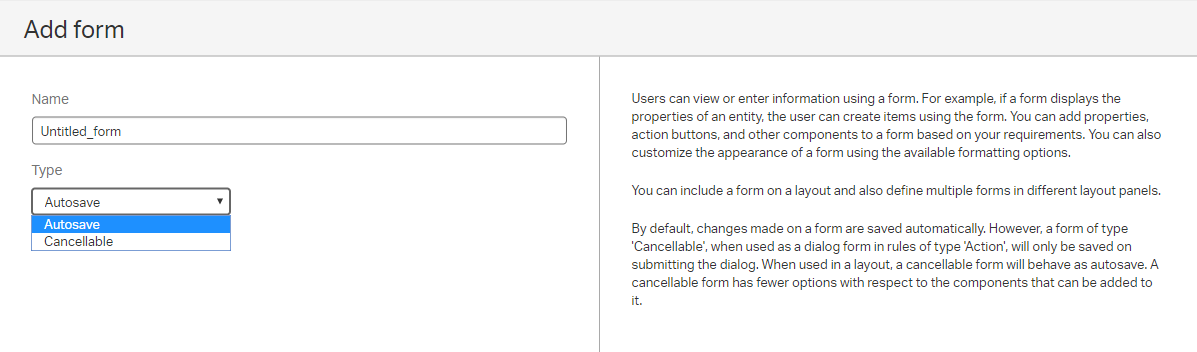 Add form
Name
Untitled_form
Type
Autosave
Autosave
Cancellable
Users can view or enter information using a form. For example, if a form displays the
properties of an entity, the user can create items using the form. You can add properties,
action buttons, and other components to a form based on your requirements. You can also
customize the appearance of a form using the available formatting options.
You can include a form on a layout and also define multiple forms in different layout panels.
By default, changes made on a form are saved automatically. However, a form of type
'Cancellable', when used as a dialog form in rules of type 'Action', will only be saved on
submitting the dialog. When used in a layout, a cancellable form will behave as autosave. A
cancellable form has fewer options with respect to the components that can be added to
it.